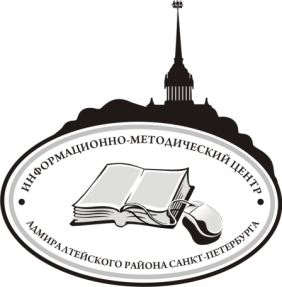 ИНФОРМАЦИОННО-МЕТОДИЧЕСКИЙ ЦЕНТР
АДМИРАЛТЕЙСКОГО РАЙОНА САНКТ-ПЕТЕРБУРГА